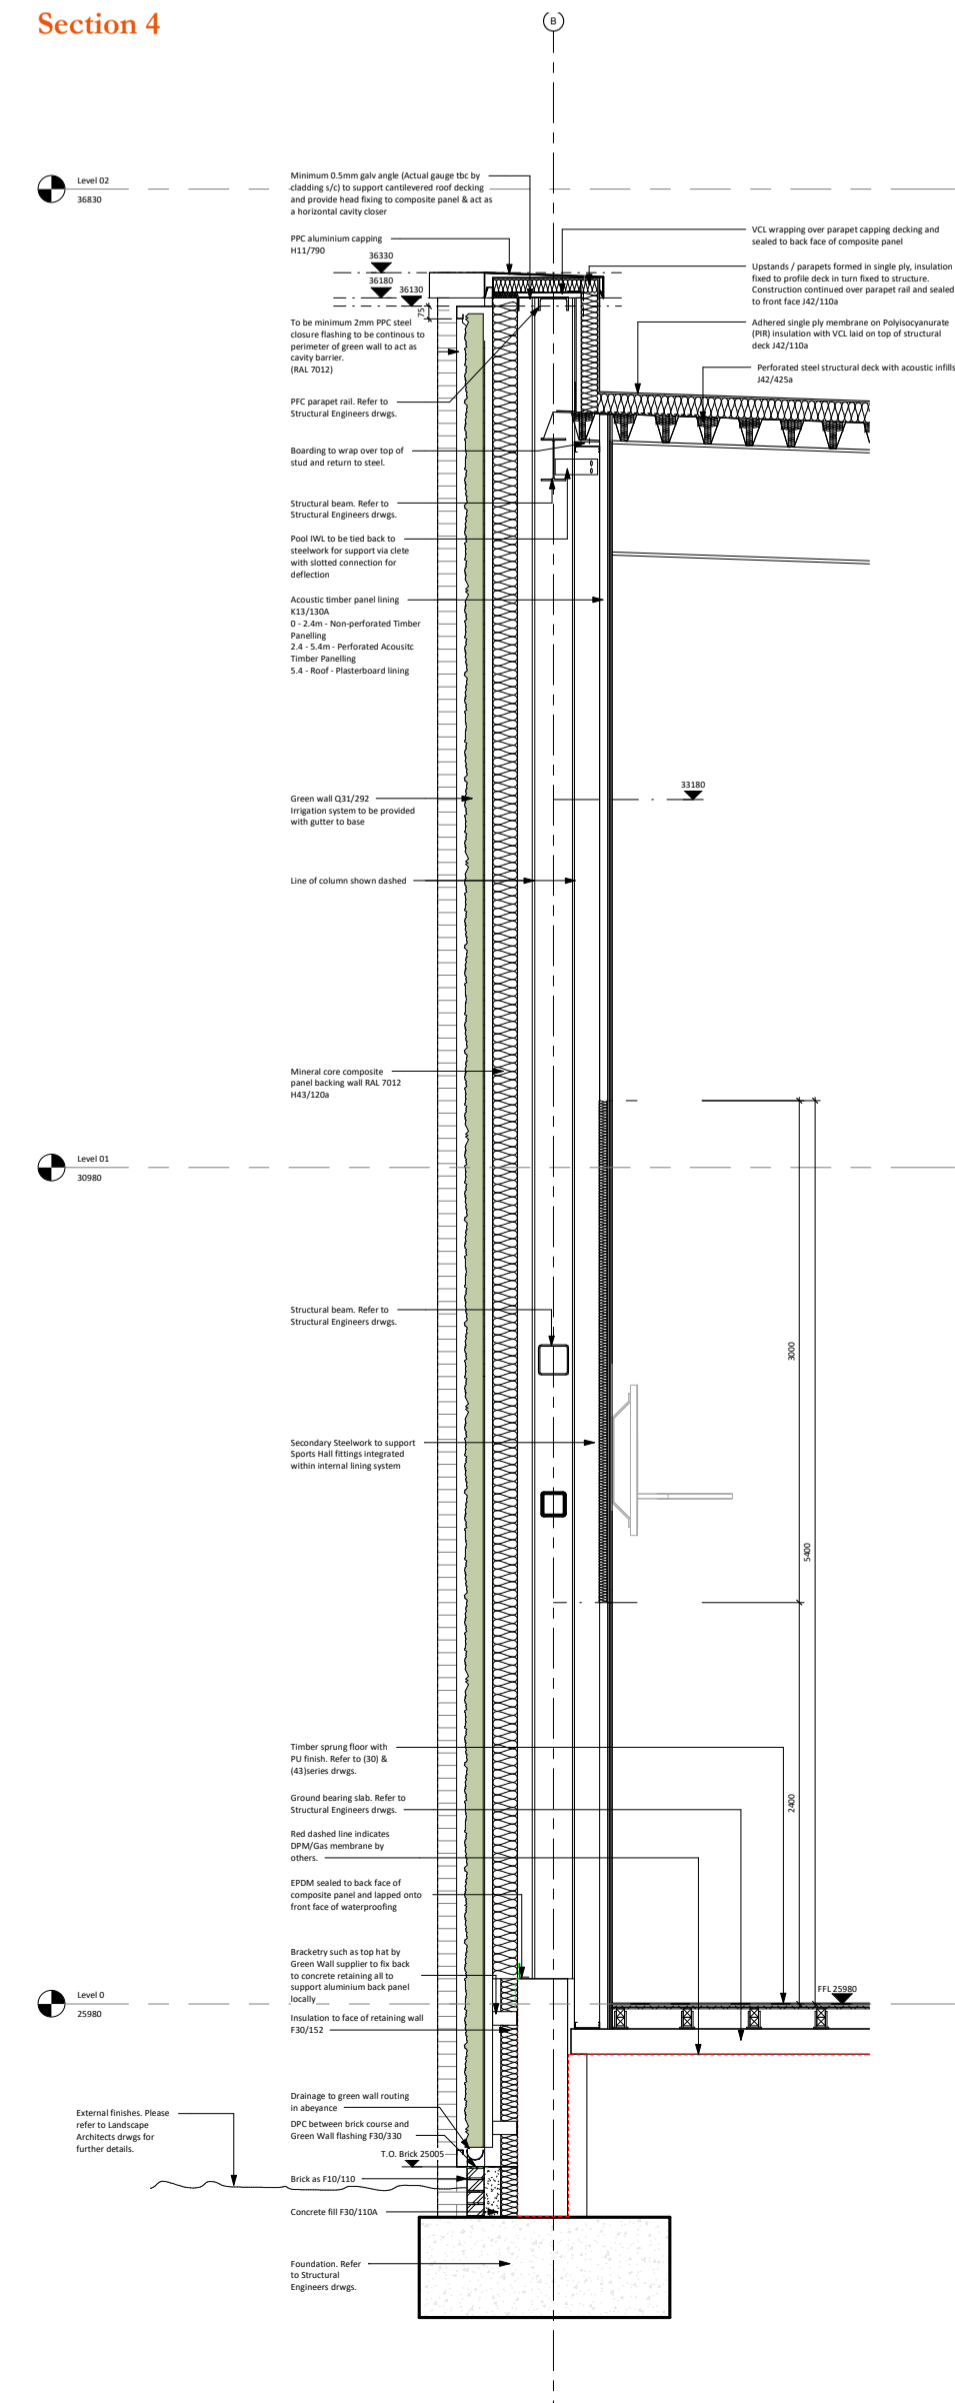 Section 4
B
Level 02
36830
Minimum 0.5mm galv angle (Actual gauge tbc by
cladding s/c) to support cantilevered roof decking
and provide head fixing to composite panel & act as
a horizontal cavity closer
VCL wrapping over parapet capping decking and
sealed to back face of composite panel
PPC aluminium capping
H11/790
36330
36180
36130
75
Upstands / parapets formed in single ply, insulation
fixed to profile deck in turn fixed to structure.
Construction continued over parapet rail and sealed
to front face J42/110a
To be minimum 2mm PPC steel
closure flashing to be continous to
perimeter of green wall to act as
cavity barrier.
(RAL 7012)
Adhered single ply membrane on Polyisocyanurate
(PIR) insulation with VCL laid on top of structural
deck J42/110a
Perforated steel structural deck with acoustic infills
J42/425a
PFC parapet rail. Refer to
Structural Engineers drwgs.
Boarding to wrap over top of
stud and return to steel.
Structural beam. Refer to
Structural Engineers drwgs.
Pool IWL to be tied back to
steelwork for support via clete
with slotted connection for
deflection
Acoustic timber panel lining
K13/130A
0 - 2.4m - Non-perforated Timber
Panelling
2.4 - 5.4m - Perforated Acousitc
Timber Panelling
5.4 - Roof - Plasterboard lining
33180
Green wall Q31/292
Irrigation system to be provided
with gutter to base
Line of column shown dashed
Mineral core composite
panel backing wall RAL 7012
H43/120a
Level 01
30980
Structural beam. Refer to
Structural Engineers drwgs.
3000
Secondary Steelwork to support
Sports Hall fittings integrated
within internal lining system
5400
Timber sprung floor with
PU finish. Refer to (30) &
(43)series drwgs.
2400
Ground bearing slab. Refer to
Structural Engineers drwgs.
Red dashed line indicates
DPM/Gas membrane by
others.
EPDM sealed to back face of
composite panel and lapped onto
front face of waterproofing
Bracketry such as top hat by
Green Wall supplier to fix back
to concrete retaining all to
support aluminium back panel
locally
Level 0
25980
FFL 25980
Insulation to face of retaining wall
F30/152
Drainage to green wall routing
in abeyance
External finishes. Please
refer to Landscape
Architects drwgs for
further details.
DPC between brick course and
Green Wall flashing F30/330
T.O. Brick 25005
Brick as F10/110
Concrete fill F30/110A
Foundation. Refer
to Structural
Engineers drwgs.